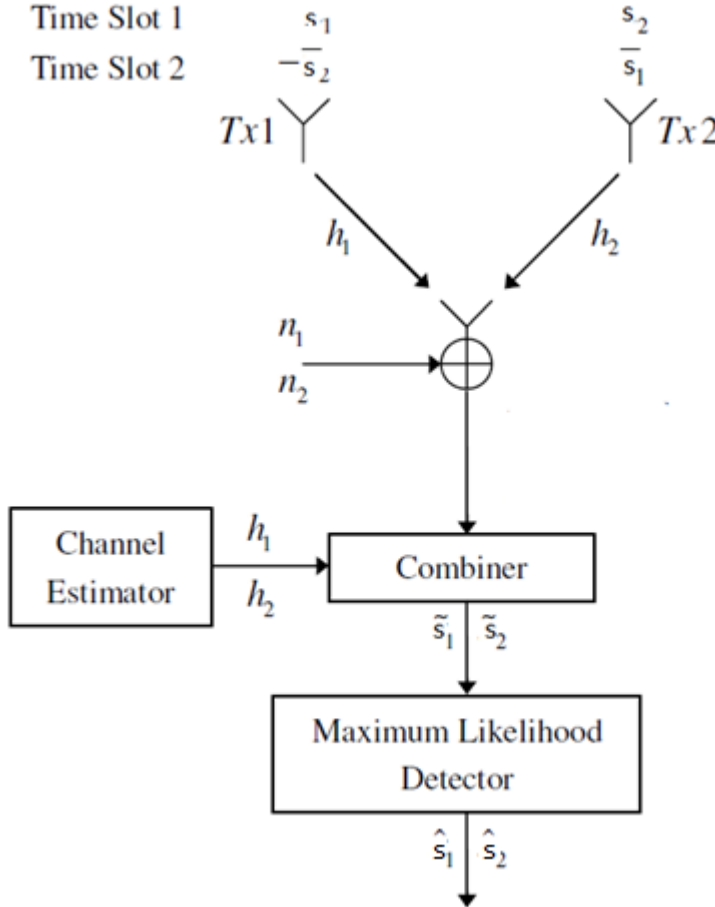 Time Slot 1 s₁ s₂
Time Slot 2 −s̅₂ s̅₁
Tx1 Tx2
h₁ h₂
n₁
n₂
Channel Estimator
h₁
h₂
Combiner
s̃₁ s̃₂
Maximum Likelihood
Detector
ŝ₁ ŝ₂